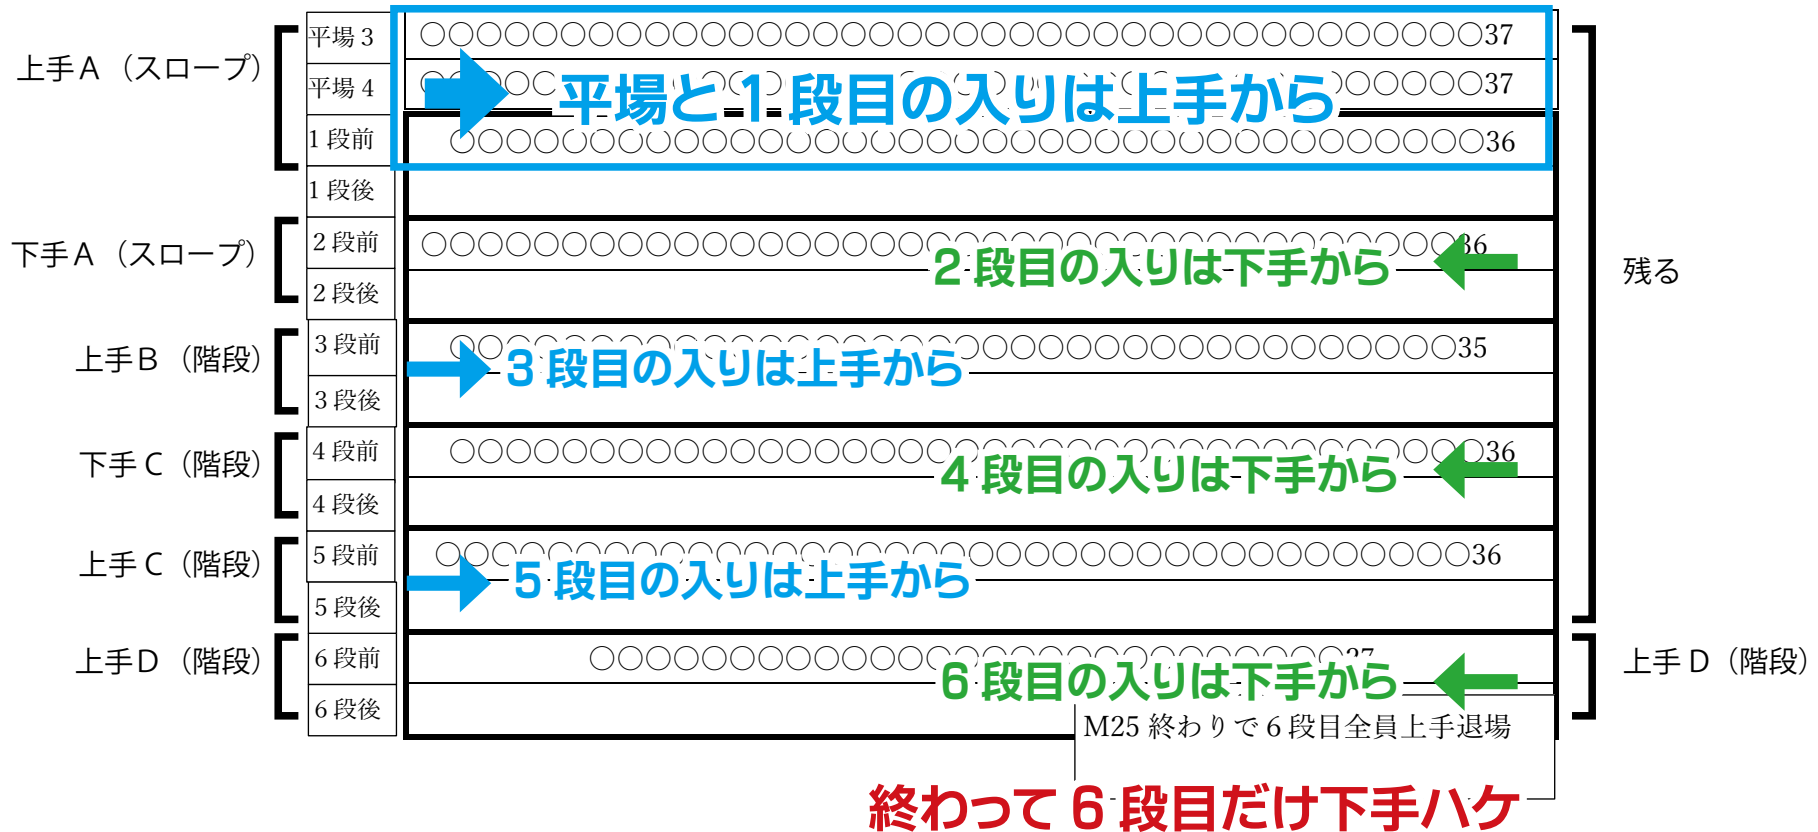 平場 3 ○○○○○○○○○○○○○○○○○○○○○○○○○○○○○○○○○○○○○○37
上手A（スロープ）
平場 4 37
平場と1段目の入りは上手から
1 段前 ○○○○○○○○○○○○○○○○○○○○○○○○○○○○○○○○○○○○○36
1 段後
下手A（スロープ）
2 段前 36
2段目の入りは下手から
2 段後
残る
上手B（階段）
3 段前 35
3段目の入りは上手から
3 段後
下手C（階段）
4 段前 36
4段目の入りは下手から
4 段後
上手C（階段）
5 段前 36
5段目の入りは上手から
5 段後
上手D（階段）
6 段前
6段目の入りは下手から
上手D（階段）
6 段後
M25 終わりで 6 段目全員上手退場
終わって6段目だけ下手ハケ